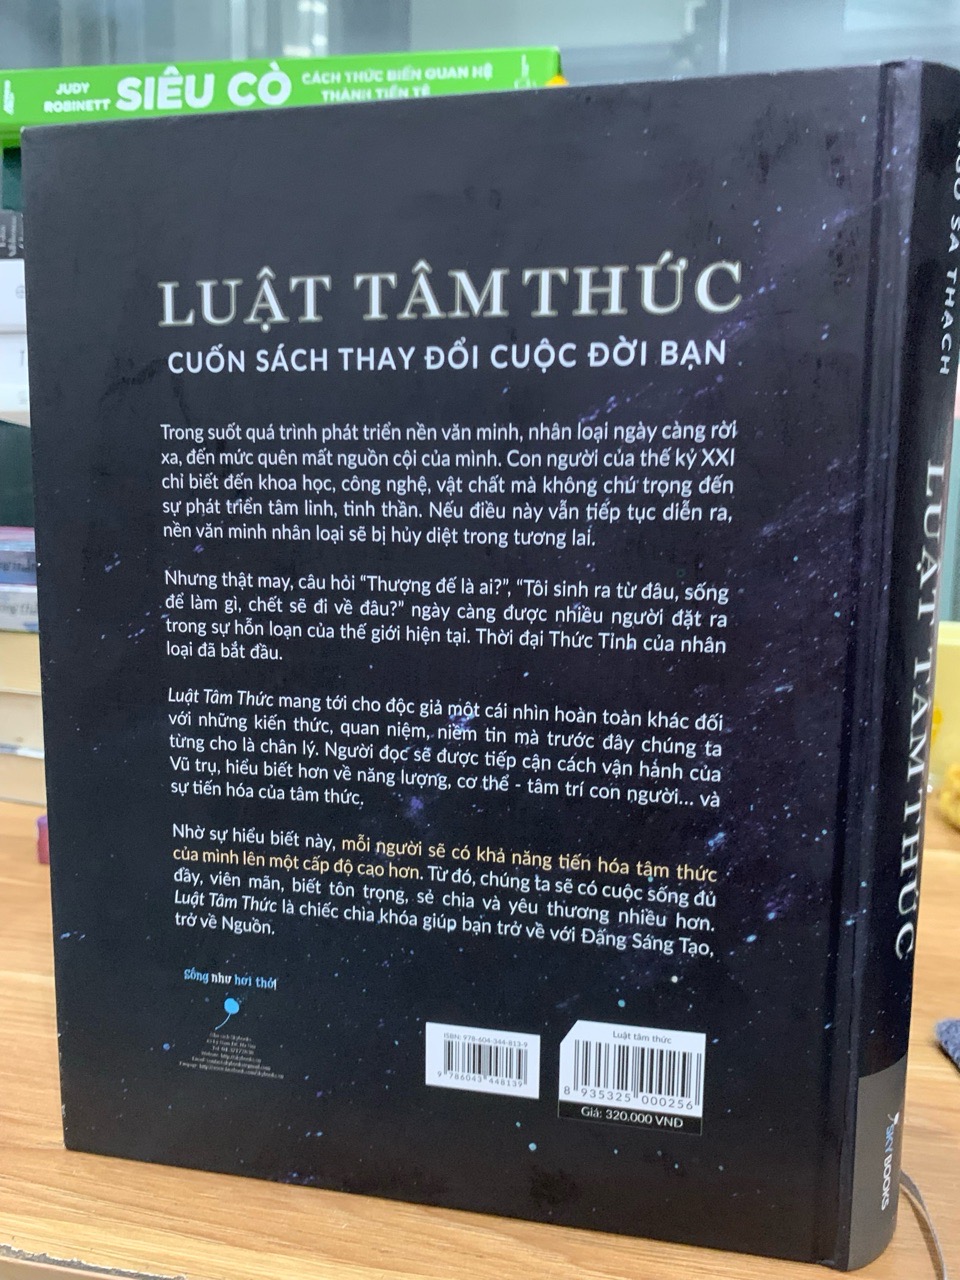 JUDY
ROBINETT
SIÊU CÒ
CÁCH THỨC BIẾN QUAN HỆ
THÀNH TIỀN TỆ
LUẬT TÂM THỨC
CUỐN SÁCH THAY ĐỔI CUỘC ĐỜI BẠN
Trong suốt quá trình phát triển nền văn minh, nhân loại ngày càng rời
xa, đến mức quên mất nguồn cội của mình. Con người của thế kỷ XXI
chỉ biết đến khoa học, công nghệ, vật chất mà không chú trọng đến
sự phát triển tâm linh, tinh thần. Nếu điều này vẫn tiếp tục diễn ra,
nền văn minh nhân loại sẽ bị hủy diệt trong tương lai.
Nhưng thật may, câu hỏi “Thượng đế là ai?”, “Tôi sinh ra từ đâu, sống
để làm gì, chết sẽ đi về đâu?” ngày càng được nhiều người đặt ra
trong sự hỗn loạn của thế giới hiện tại. Thời đại Thức Tỉnh của nhân
loại đã bắt đầu.
Luật Tâm Thức mang tới cho độc giả một cái nhìn hoàn toàn khác đối
với những kiến thức, quan niệm, niềm tin mà trước đây chúng ta
từng cho là chân lý. Người đọc sẽ được tiếp cận cách vận hành của
Vũ trụ, hiểu biết hơn về năng lượng, cơ thể - tâm trí con người... và
sự tiến hóa của tâm thức.
Nhờ sự hiểu biết này, mỗi người sẽ có khả năng tiến hóa tâm thức
của mình lên một cấp độ cao hơn. Từ đó, chúng ta sẽ có cuộc sống đủ
đầy, viên mãn, biết tôn trọng, sẻ chia và yêu thương nhiều hơn.
Luật Tâm Thức là chiếc chìa khóa giúp bạn trở về với Đấng Sáng Tạo,
trở về Nguồn.
Sống như hơi thở!
ISBN: 978-604-344-813-9
9 786043 448139
Luật tâm thức
8 935325 000256
Giá: 320.000 VND
SA THẠCH
LUẬT TÂM THỨC
SKYBOOKS